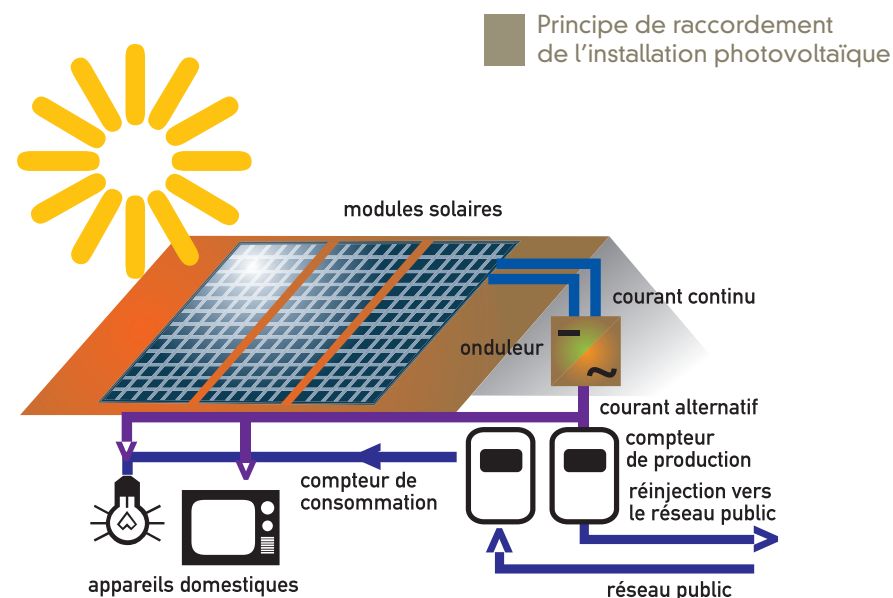 Principe de raccordement
de l’installation photovoltaïque
modules solaires
courant continu
onduleur
courant alternatif
compteur
de production
compteur de
consommation
réinjection vers
le réseau public
appareils domestiques
réseau public